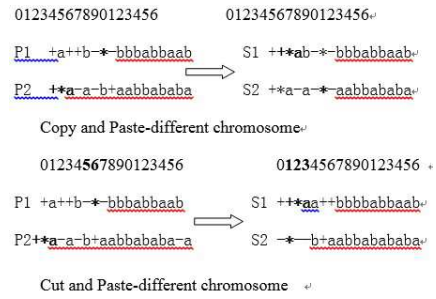 01234567890123456 01234567890123456
P1 +a++b-*-bbbabbaab S1 ++*ab-*-bbbabbaab
P2 +*a-a-b+aabbababa S2 +*a-a-*-aabbababa
Copy and Paste-different chromosome
01234567890123456 01234567890123456
P1 +a++b-*-bbbabbaab S1 ++*aa++bbbbabbaab
P2+*a-a-b+aabbababa-a S2 -*--b+aabbabababa
Cut and Paste-different chromosome